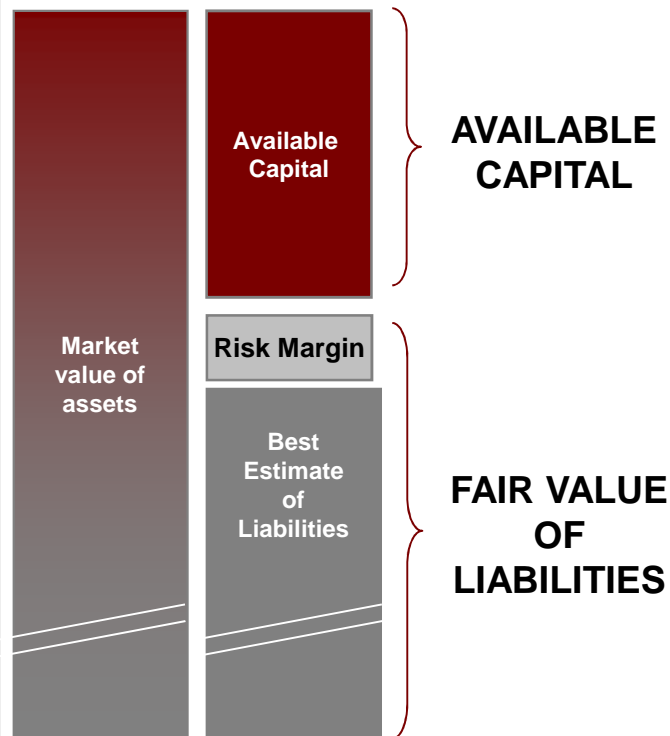 Market
value of
assets
Available
Capital
Risk Margin
Best
Estimate
of
Liabilities
AVAILABLE
CAPITAL
FAIR VALUE
OF
LIABILITIES